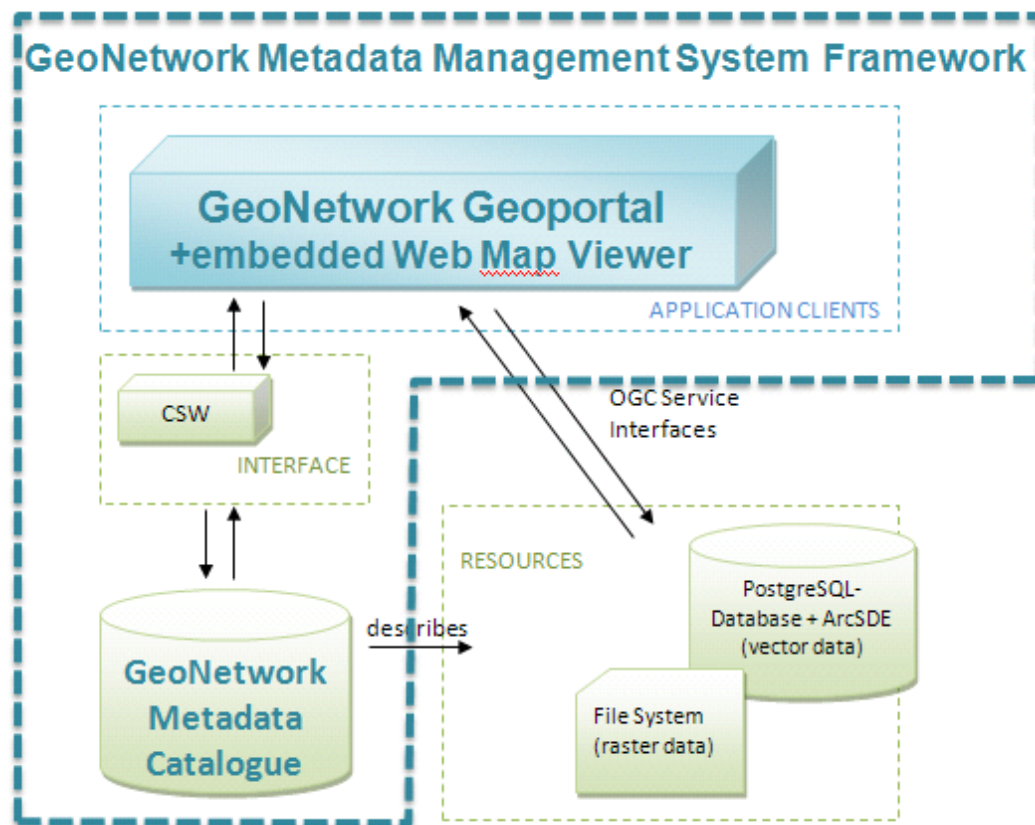 GeoNetwork Metadata Management System Framework
GeoNetwork Geoportal
+embedded Web Map Viewer
APPLICATION CLIENTS
CSW
INTERFACE
OGC Service
Interfaces
RESOURCES
PostgreSQL-
Database + ArcSDE
(vector data)
describes
GeoNetwork
Metadata
Catalogue
File System
(raster data)